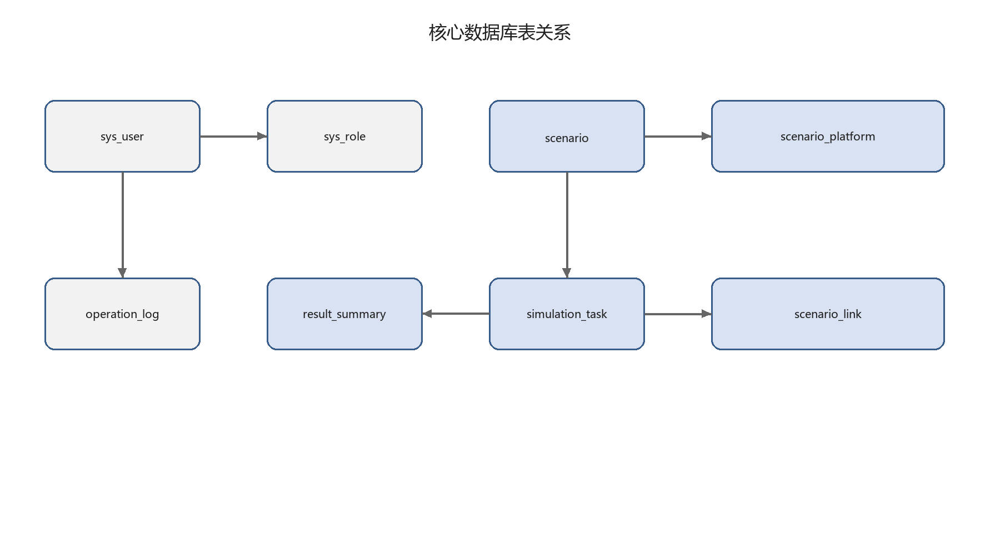 核心数据库表关系
sys_user
sys_role
scenario
scenario_platform
operation_log
result_summary
simulation_task
scenario_link